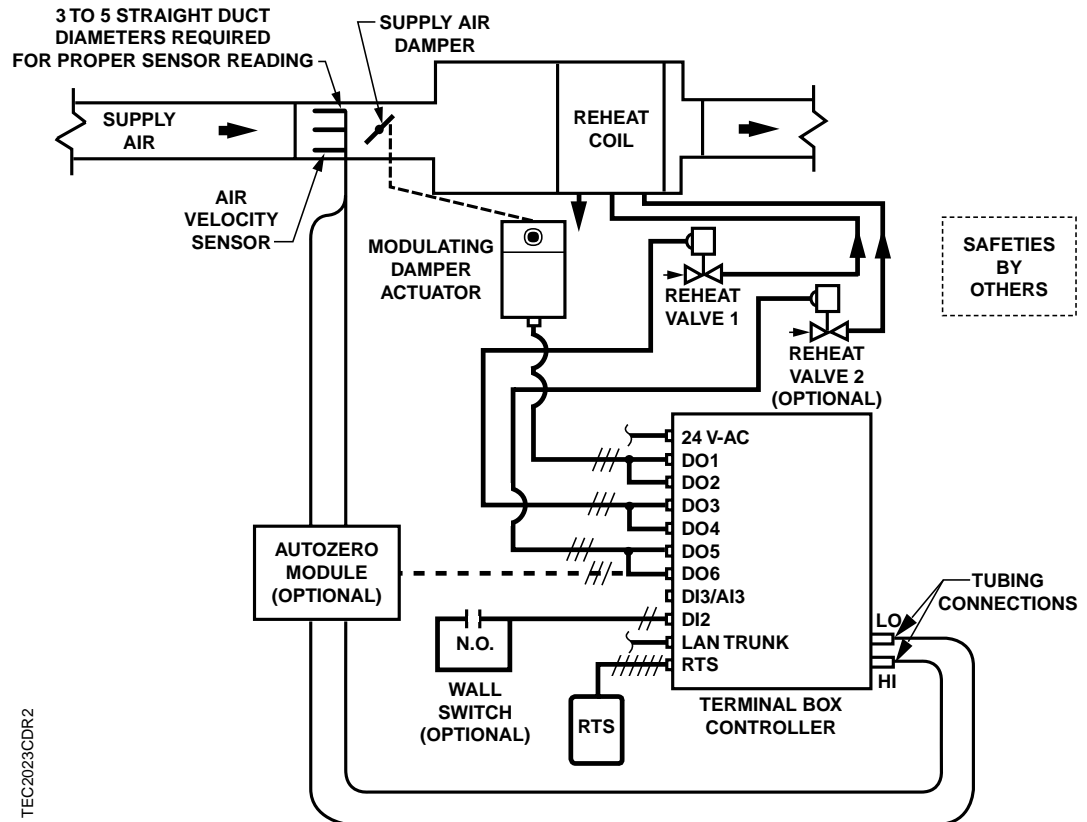 3 TO 5 STRAIGHT DUCT
DIAMETERS REQUIRED
FOR PROPER SENSOR READING
SUPPLY AIR
DAMPER
SUPPLY
AIR
REHEAT
COIL
AIR
VELOCITY
SENSOR
MODULATING
DAMPER
ACTUATOR
REHEAT
VALVE 1
REHEAT
VALVE 2
(OPTIONAL)
SAFETIES
BY
OTHERS
24 V-AC
DO1
DO2
DO3
DO4
DO5
DO6
DI3/AI3
DI2
LAN TRUNK
RTS
AUTOZERO
MODULE
(OPTIONAL)
N.O.
WALL
SWITCH
(OPTIONAL)
RTS
TERMINAL BOX
CONTROLLER
TUBING
CONNECTIONS
LO
HI
TEC2023CDR2